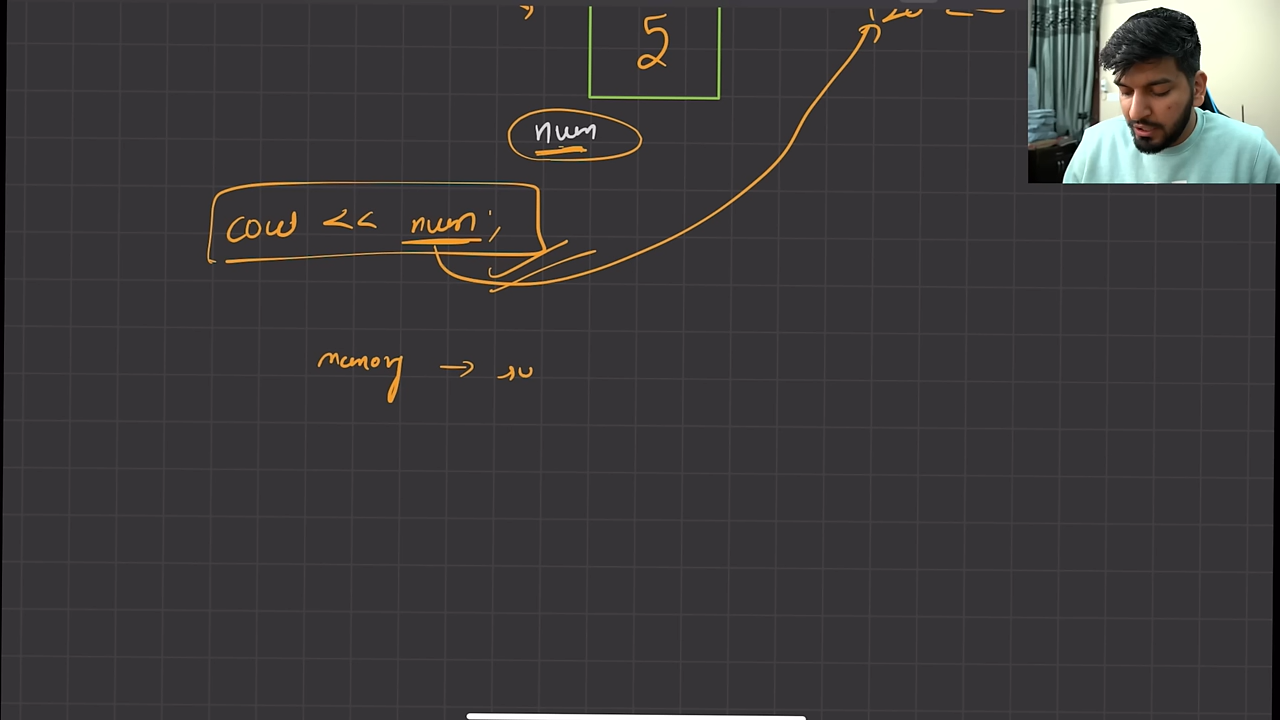 5
num
cout << num;
memory →